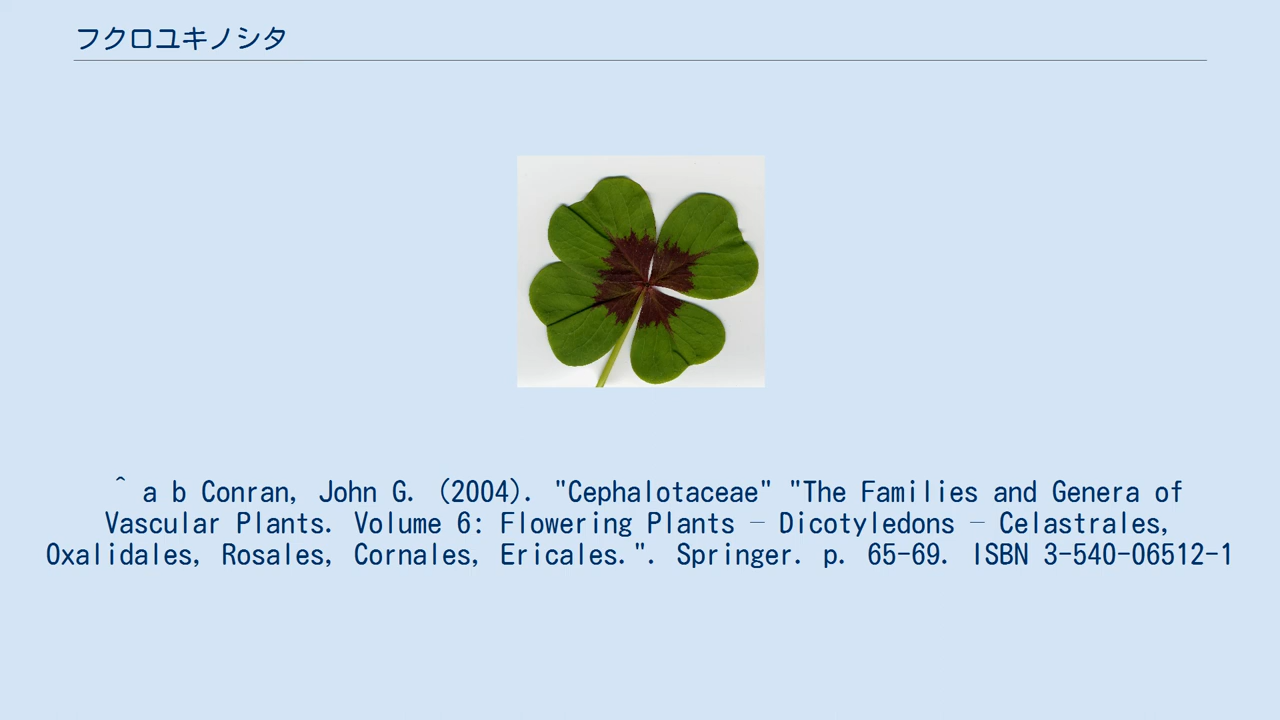 フクロユキノシタ
^ a b Conran, John G. (2004). "Cephalotaceae" "The Families and Genera of
Vascular Plants. Volume 6: Flowering Plants – Dicotyledons – Celastrales,
Oxalidales, Rosales, Cornales, Ericales.". Springer. p. 65-69. ISBN 3-540-06512-1